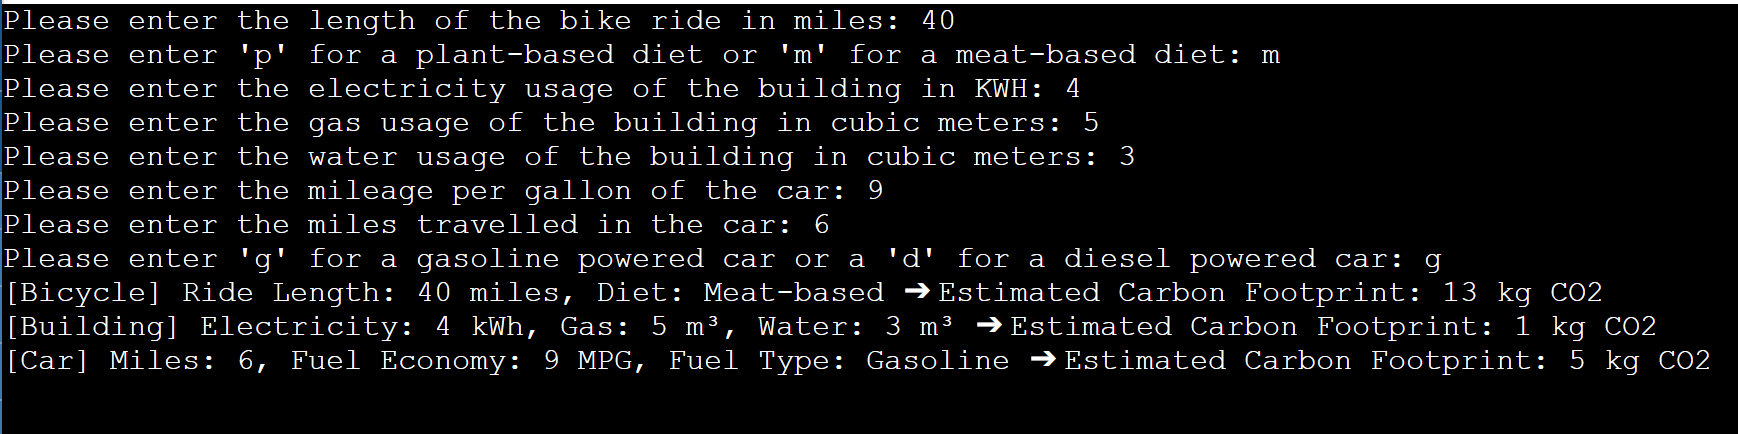 Please enter the length of the bike ride in miles: 40
Please enter 'p' for a plant-based diet or 'm' for a meat-based diet: m
Please enter the electricity usage of the building in KWH: 4
Please enter the gas usage of the building in cubic meters: 5
Please enter the water usage of the building in cubic meters: 3
Please enter the mileage per gallon of the car: 9
Please enter the miles travelled in the car: 6
Please enter 'g' for a gasoline powered car or a 'd' for a diesel powered car: g
[Bicycle] Ride Length: 40 miles, Diet: Meat-based ➔ Estimated Carbon Footprint: 13 kg CO2
[Building] Electricity: 4 kWh, Gas: 5 m³, Water: 3 m³ ➔ Estimated Carbon Footprint: 1 kg CO2
[Car] Miles: 6, Fuel Economy: 9 MPG, Fuel Type: Gasoline ➔ Estimated Carbon Footprint: 5 kg CO2